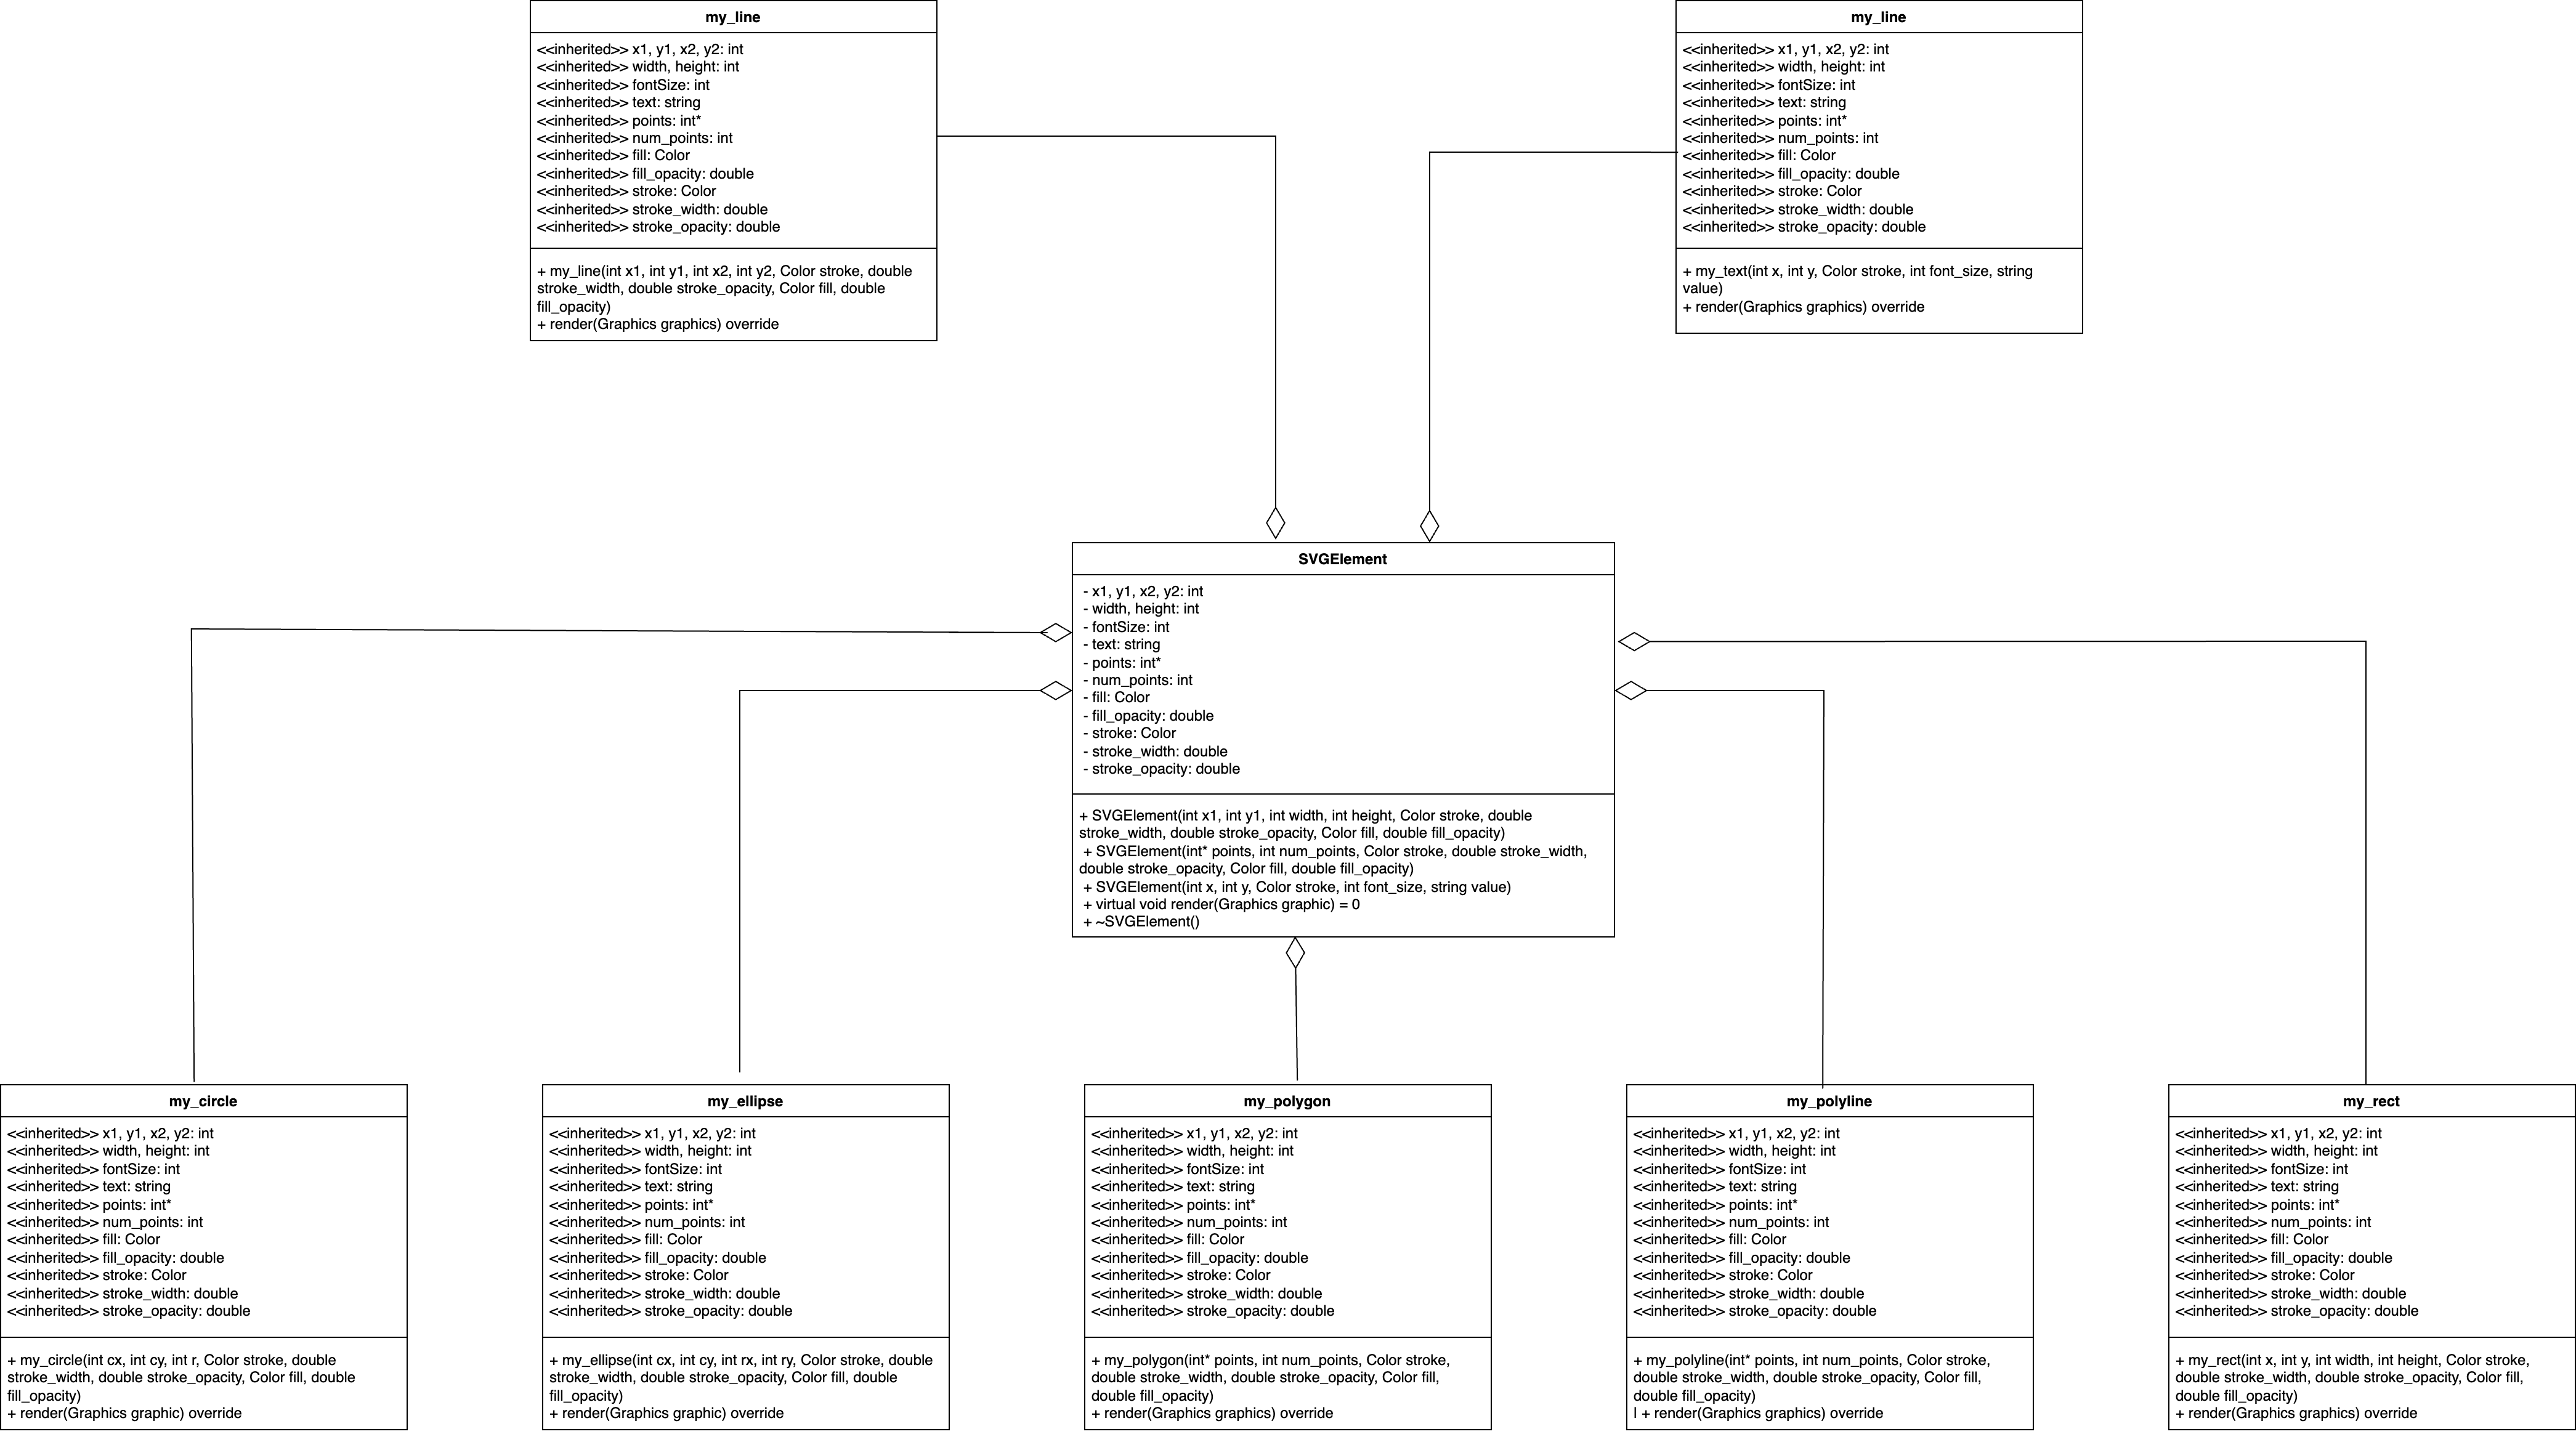 my_line
<<inherited>> x1, y1, x2, y2: int
<<inherited>> width, height: int
<<inherited>> fontSize: int
<<inherited>> text: string
<<inherited>> points: int*
<<inherited>> num_points: int
<<inherited>> fill: Color
<<inherited>> fill_opacity: double
<<inherited>> stroke: Color
<<inherited>> stroke_width: double
<<inherited>> stroke_opacity: double
+ my_line(int x1, int y1, int x2, int y2, Color stroke, double
stroke_width, double stroke_opacity, Color fill, double
fill_opacity)
+ render(Graphics graphics) override
my_line
<<inherited>> x1, y1, x2, y2: int
<<inherited>> width, height: int
<<inherited>> fontSize: int
<<inherited>> text: string
<<inherited>> points: int*
<<inherited>> num_points: int
<<inherited>> fill: Color
<<inherited>> fill_opacity: double
<<inherited>> stroke: Color
<<inherited>> stroke_width: double
<<inherited>> stroke_opacity: double
+ my_text(int x, int y, Color stroke, int font_size, string
value)
+ render(Graphics graphics) override
SVGElement
- x1, y1, x2, y2: int
- width, height: int
- fontSize: int
- text: string
- points: int*
- num_points: int
- fill: Color
- fill_opacity: double
- stroke: Color
- stroke_width: double
- stroke_opacity: double
+ SVGElement(int x1, int y1, int width, int height, Color stroke, double
stroke_width, double stroke_opacity, Color fill, double fill_opacity)
+ SVGElement(int* points, int num_points, Color stroke, double stroke_width,
double stroke_opacity, Color fill, double fill_opacity)
+ SVGElement(int x, int y, Color stroke, int font_size, string value)
+ virtual void render(Graphics graphic) = 0
+ ~SVGElement()
my_circle
<<inherited>> x1, y1, x2, y2: int
<<inherited>> width, height: int
<<inherited>> fontSize: int
<<inherited>> text: string
<<inherited>> points: int*
<<inherited>> num_points: int
<<inherited>> fill: Color
<<inherited>> fill_opacity: double
<<inherited>> stroke: Color
<<inherited>> stroke_width: double
<<inherited>> stroke_opacity: double
+ my_circle(int cx, int cy, int r, Color stroke, double
stroke_width, double stroke_opacity, Color fill, double
fill_opacity)
+ render(Graphics graphic) override
my_ellipse
<<inherited>> x1, y1, x2, y2: int
<<inherited>> width, height: int
<<inherited>> fontSize: int
<<inherited>> text: string
<<inherited>> points: int*
<<inherited>> num_points: int
<<inherited>> fill: Color
<<inherited>> fill_opacity: double
<<inherited>> stroke: Color
<<inherited>> stroke_width: double
<<inherited>> stroke_opacity: double
+ my_ellipse(int cx, int cy, int rx, int ry, Color stroke, double
stroke_width, double stroke_opacity, Color fill, double
fill_opacity)
+ render(Graphics graphic) override
my_polygon
<<inherited>> x1, y1, x2, y2: int
<<inherited>> width, height: int
<<inherited>> fontSize: int
<<inherited>> text: string
<<inherited>> points: int*
<<inherited>> num_points: int
<<inherited>> fill: Color
<<inherited>> fill_opacity: double
<<inherited>> stroke: Color
<<inherited>> stroke_width: double
<<inherited>> stroke_opacity: double
+ my_polygon(int* points, int num_points, Color stroke,
double stroke_width, double stroke_opacity, Color fill,
double fill_opacity)
+ render(Graphics graphics) override
my_polyline
<<inherited>> x1, y1, x2, y2: int
<<inherited>> width, height: int
<<inherited>> fontSize: int
<<inherited>> text: string
<<inherited>> points: int*
<<inherited>> num_points: int
<<inherited>> fill: Color
<<inherited>> fill_opacity: double
<<inherited>> stroke: Color
<<inherited>> stroke_width: double
<<inherited>> stroke_opacity: double
+ my_polyline(int* points, int num_points, Color stroke,
double stroke_width, double stroke_opacity, Color fill,
double fill_opacity)
l + render(Graphics graphics) override
my_rect
<<inherited>> x1, y1, x2, y2: int
<<inherited>> width, height: int
<<inherited>> fontSize: int
<<inherited>> text: string
<<inherited>> points: int*
<<inherited>> num_points: int
<<inherited>> fill: Color
<<inherited>> fill_opacity: double
<<inherited>> stroke: Color
<<inherited>> stroke_width: double
<<inherited>> stroke_opacity: double
+ my_rect(int x, int y, int width, int height, Color stroke,
double stroke_width, double stroke_opacity, Color fill,
double fill_opacity)
+ render(Graphics graphics) override